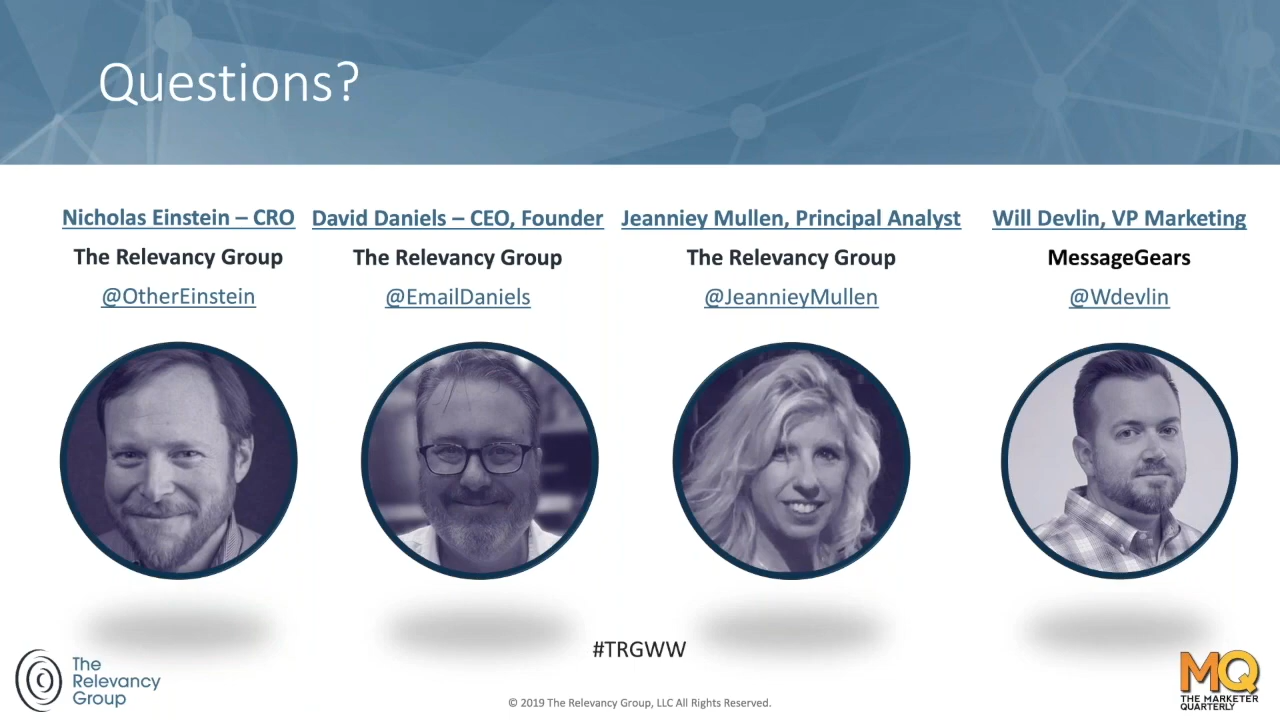 Questions?
Nicholas Einstein – CRO
The Relevancy Group
@OtherEinstein
David Daniels – CEO, Founder
The Relevancy Group
@EmailDaniels
Jeanniey Mullen, Principal Analyst
The Relevancy Group
@JeannieyMullen
Will Devlin, VP Marketing
MessageGears
@Wdevlin
#TRGWW
The
Relevancy
Group
© 2019 The Relevancy Group, LLC All Rights Reserved.
MQ
THE MARKETER
QUARTERLY